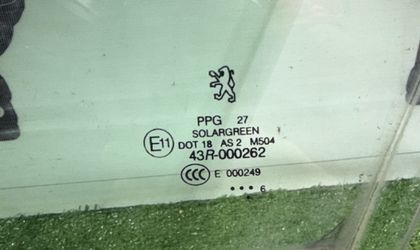 PPG 27
SOLARGREEN
E11 DOT 18 AS 2 M504
43R-000262
CCC E 000249
••• 6